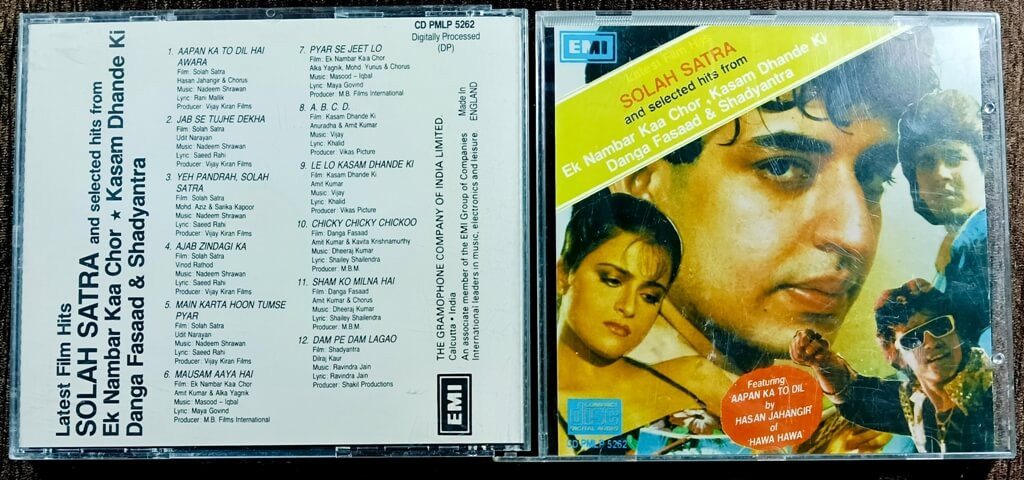 Latest Film Hits
SOLAH SATRA and selected hits from
Ek Nambar Kaa Chor ★ Kasam Dhande Ki
Danga Fasaad & Shadyantra
1. AAPAN KA TO DIL HAI
AWARA
Film: Solah Satra
Hasan Jahangir & Chorus
Music: Nadeem Shrawan
Lyric: Rani Mallik
Producer: Vijay Kiran Films
2. JAB SE TUJHE DEKHA
Film: Solah Satra
Udit Narayan
Music: Nadeem Shrawan
Lyric: Saeed Rahi
Producer: Vijay Kiran Films
3. YEH PANDRAH, SOLAH
SATRA
Film: Solah Satra
Mohd. Aziz & Sarika Kapoor
Music: Nadeem Shrawan
Lyric: Saeed Rahi
Producer: Vijay Kiran Films
4. AJAB ZINDAGI KA
Film: Solah Satra
Vinod Rathod
Music: Nadeem Shrawan
Lyric: Saeed Rahi
Producer: Vijay Kiran Films
5. MAIN KARTA HOON TUMSE
PYAR
Film: Solah Satra
Udit Narayan
Music: Nadeem Shrawan
Lyric: Saeed Rahi
Producer: Vijay Kiran Films
6. MAUSAM AAYA HAI
Film: Ek Nambar Kaa Chor
Amit Kumar & Alka Yagnik
Music: Masood – Iqbal
Lyric: Maya Govind
Producer: M.B. Films International
CD PMLP 5262
Digitally Processed
(DP)
7. PYAR SE JEET LO
Film: Ek Nambar Kaa Chor
Alka Yagnik, Mohd. Yunus & Chorus
Music: Masood – Iqbal
Lyric: Maya Govind
Producer: M.B. Films International
8. A. B. C. D.
Film: Kasam Dhande Ki
Anuradha & Amit Kumar
Music: Vijay
Lyric: Khalid
Producer: Vikas Picture
9. LE LO KASAM DHANDE KI
Film: Kasam Dhande Ki
Amit Kumar
Music: Vijay
Lyric: Khalid
Producer: Vikas Picture
10. CHICKY CHICKY CHICKOO
Film: Danga Fasaad
Amit Kumar & Kavita Krishnamurthy
Music: Dheeraj Kumar
Lyric: Shailey Shailendra
Producer: M.B.M.
11. SHAM KO MILNA HAI
Film: Danga Fasaad
Amit Kumar & Chorus
Music: Dheeraj Kumar
Lyric: Shailey Shailendra
Producer: M.B.M.
12. DAM PE DAM LAGAO
Film: Shadyantra
Dilraj Kaur
Music: Ravindra Jain
Lyric: Ravindra Jain
Producer: Shakil Productions
THE GRAMOPHONE COMPANY OF INDIA LIMITED.
Calcutta • India
An associate member of the EMI Group of Companies
International leaders in music, electronics and leisure.
Made in
ENGLAND
EMI
EMI
Latest Film Hits
SOLAH SATRA
and selected hits from
Ek Nambar Kaa Chor, Kasam Dhande Ki
Danga Fasaad & Shadyantra
Featuring
'AAPAN KA TO DIL'
by
HASAN JAHANGIR
of
'HAWA HAWA'
COMPACT
disc
DIGITAL AUDIO
CD PMLP 5262